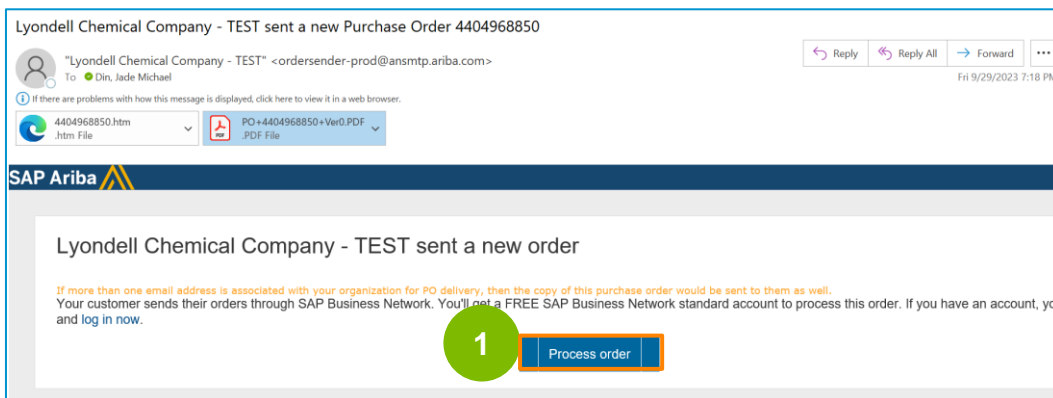 Lyondell Chemical Company - TEST sent a new Purchase Order 4404968850
"Lyondell Chemical Company - TEST" <ordersender-prod@ansmtp.ariba.com>
To Din, Jade Michael
Reply Reply All Forward
Fri 9/29/2023 7:18 PM
If there are problems with how this message is displayed, click here to view it in a web browser.
4404968850.htm
.htm File
PDF
PO+4404968850+Ver0.PDF
.PDF File
SAP Ariba
Lyondell Chemical Company - TEST sent a new order
If more than one email address is associated with your organization for PO delivery, then the copy of this purchase order would be sent to them as well.
Your customer sends their orders through SAP Business Network. You'll get a FREE SAP Business Network standard account to process this order. If you have an account, yo
and log in now.
1
Process order